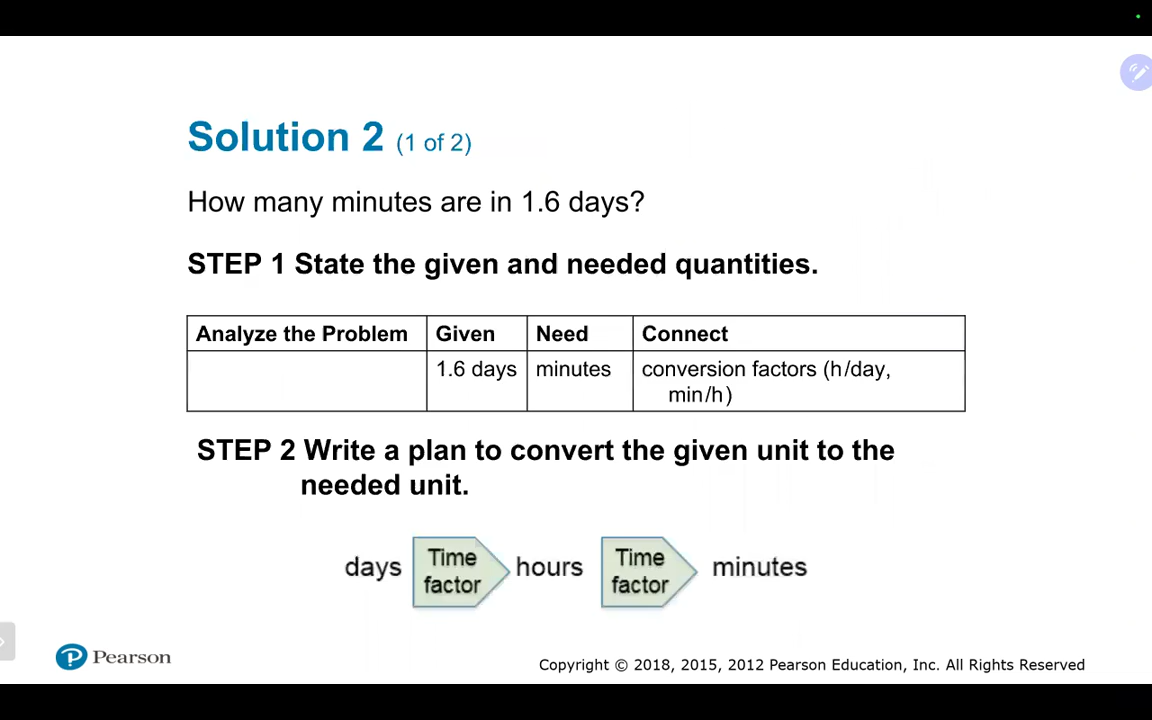 Solution 2 (1 of 2)
How many minutes are in 1.6 days?
STEP 1 State the given and needed quantities.
Analyze the Problem Given Need Connect
1.6 days minutes conversion factors (h/day,
min/h)
STEP 2 Write a plan to convert the given unit to the
needed unit.
days Time factor hours Time factor minutes
Pearson
Copyright © 2018, 2015, 2012 Pearson Education, Inc. All Rights Reserved